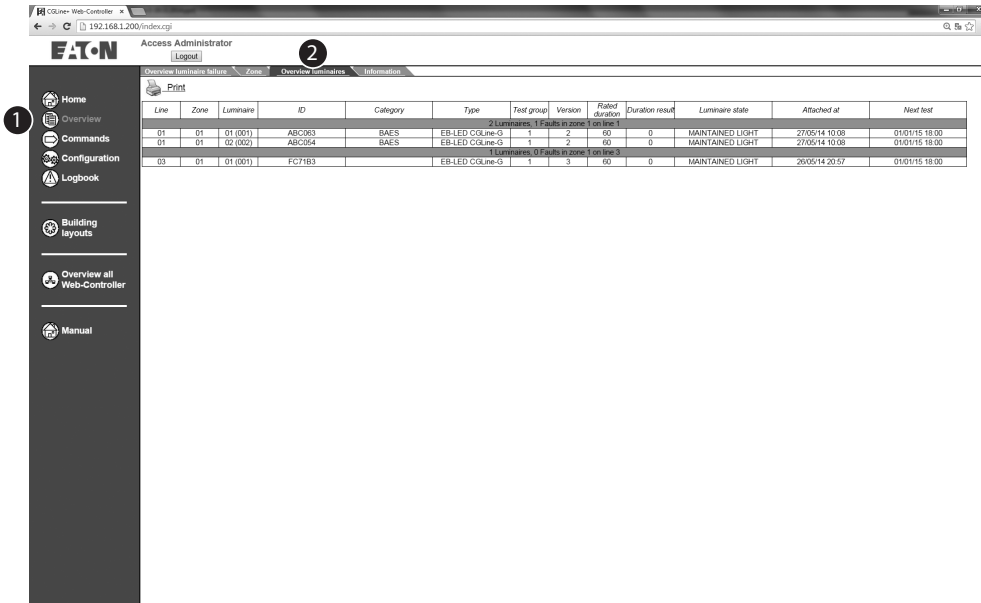 CGLine+ Web-Controller
192.168.1.200/index.cgi
EATON
Access Administrator
Logout
2
Overview luminaire failure Zone Overview luminaires Information
Print
1
Home
Overview
Commands
Configuration
Logbook
Building layouts
Overview all Web-Controller
Manual
Line Zone Luminaire ID Category Type Test group Version Rated duration Duration result Luminaire state Attached at Next test
2 Luminaires, 1 Faults in zone 1 on line 1
01 01 01 (001) ABC063 BAES EB-LED CGLine-G 1 2 60 0 MAINTAINED LIGHT 27/05/14 10:08 01/01/15 18:00
01 01 02 (002) ABC054 BAES EB-LED CGLine-G 1 2 60 0 MAINTAINED LIGHT 27/05/14 10:08 01/01/15 18:00
1 Luminaires, 0 Faults in zone 1 on line 3
03 01 01 (001) FC71B3 EB-LED CGLine-G 1 3 60 0 MAINTAINED LIGHT 26/05/14 20:57 01/01/15 18:00